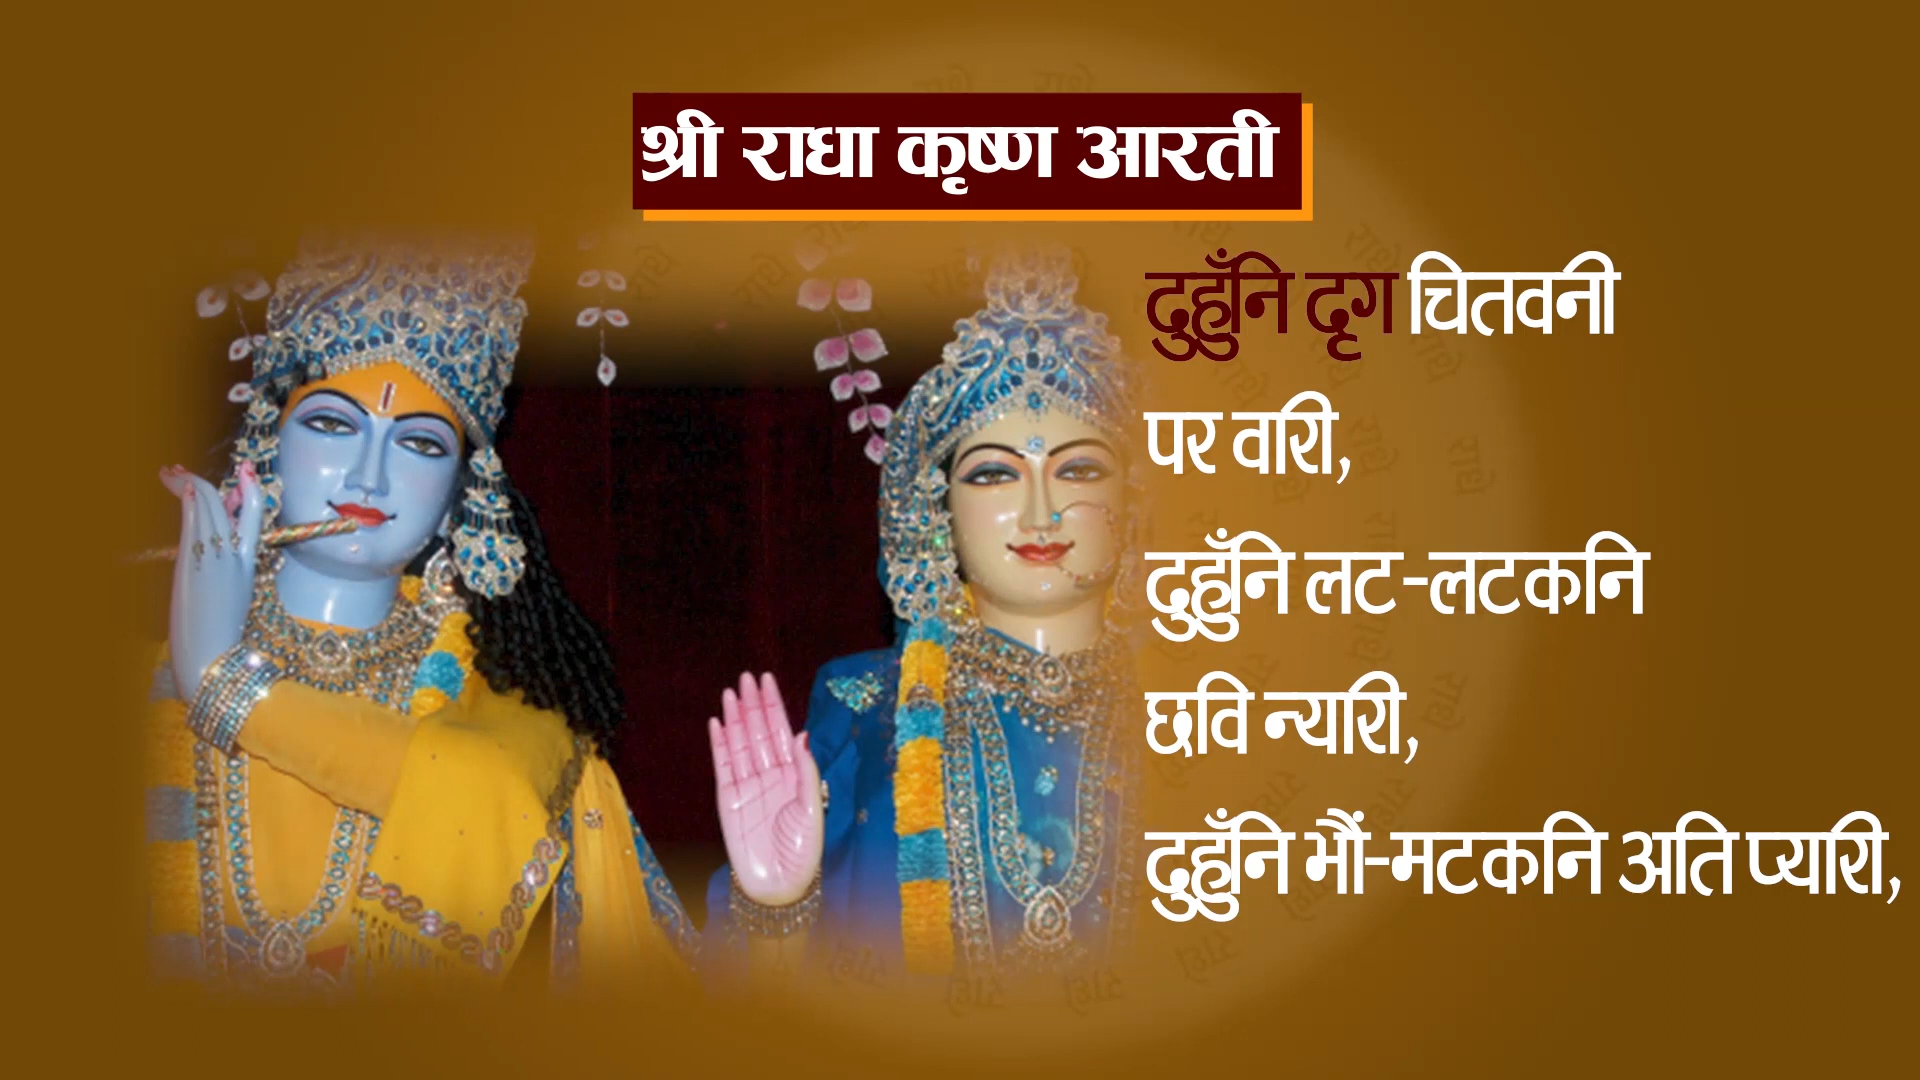 श्री राधा कृष्ण आरती
दुहुँनि दृग चितवनी
पर वारी,
दुहुँनि लट-लटकनि
छवि न्यारी,
दुहुँनि भौं-मटकनि अति प्यारी,